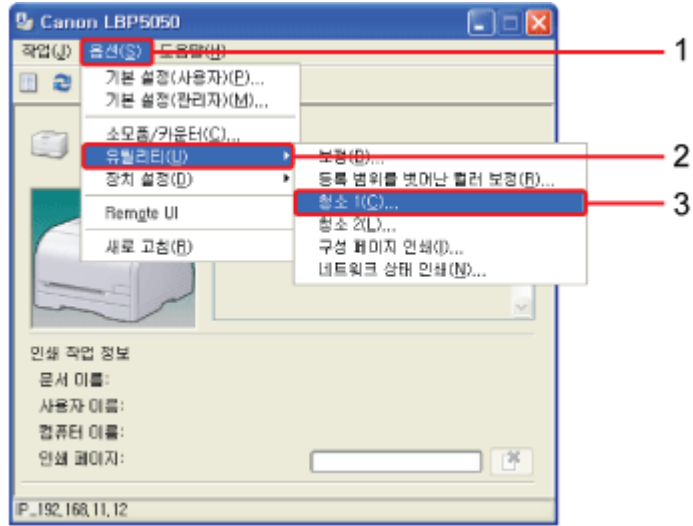 Canon LBP5050
작업(J) 옵션(S) 도움말(H)
1
기본 설정(사용자)(P)...
기본 설정(관리자)(M)...
소모품/카운터(C)...
유틸리티(U)
2
장치 설정(D)
Remote UI
새로 고침(R)
보정(B)...
등록 범위를 벗어난 컬러 보정(R)...
청소 1(C)...
3
청소 2(L)...
구성 페이지 인쇄(I)...
네트워크 상태 인쇄(N)...
인쇄 작업 정보
문서 이름:
사용자 이름:
컴퓨터 이름:
인쇄 페이지:
IP_192,168,11,12